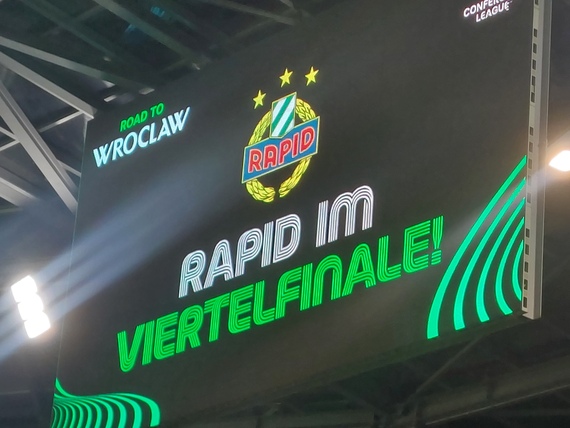 CONFERENCE
LEAGUE
ROAD TO
WROCLAW
RAPID
RAPID IM
VIERTELFINALE!